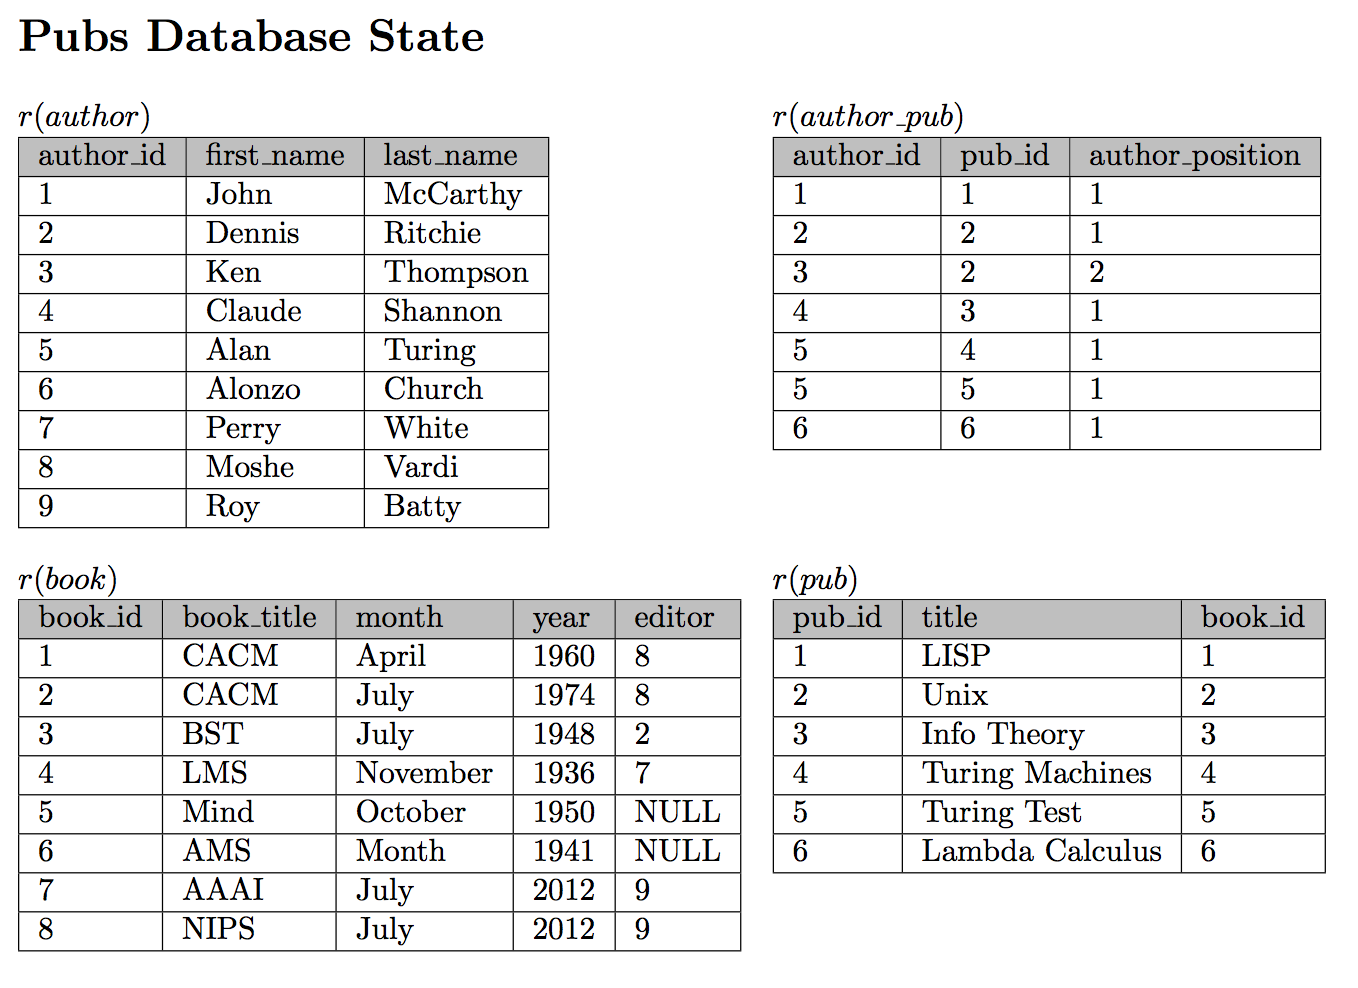 Pubs Database State
r(author)
author_id first_name last_name
1 John McCarthy
2 Dennis Ritchie
3 Ken Thompson
4 Claude Shannon
5 Alan Turing
6 Alonzo Church
7 Perry White
8 Moshe Vardi
9 Roy Batty
r(author_pub)
author_id pub_id author_position
1 1 1
2 2 1
3 2 2
4 3 1
5 4 1
5 5 1
6 6 1
r(book)
book_id book_title month year editor
1 CACM April 1960 8
2 CACM July 1974 8
3 BST July 1948 2
4 LMS November 1936 7
5 Mind October 1950 NULL
6 AMS Month 1941 NULL
7 AAAI July 2012 9
8 NIPS July 2012 9
r(pub)
pub_id title book_id
1 LISP 1
2 Unix 2
3 Info Theory 3
4 Turing Machines 4
5 Turing Test 5
6 Lambda Calculus 6